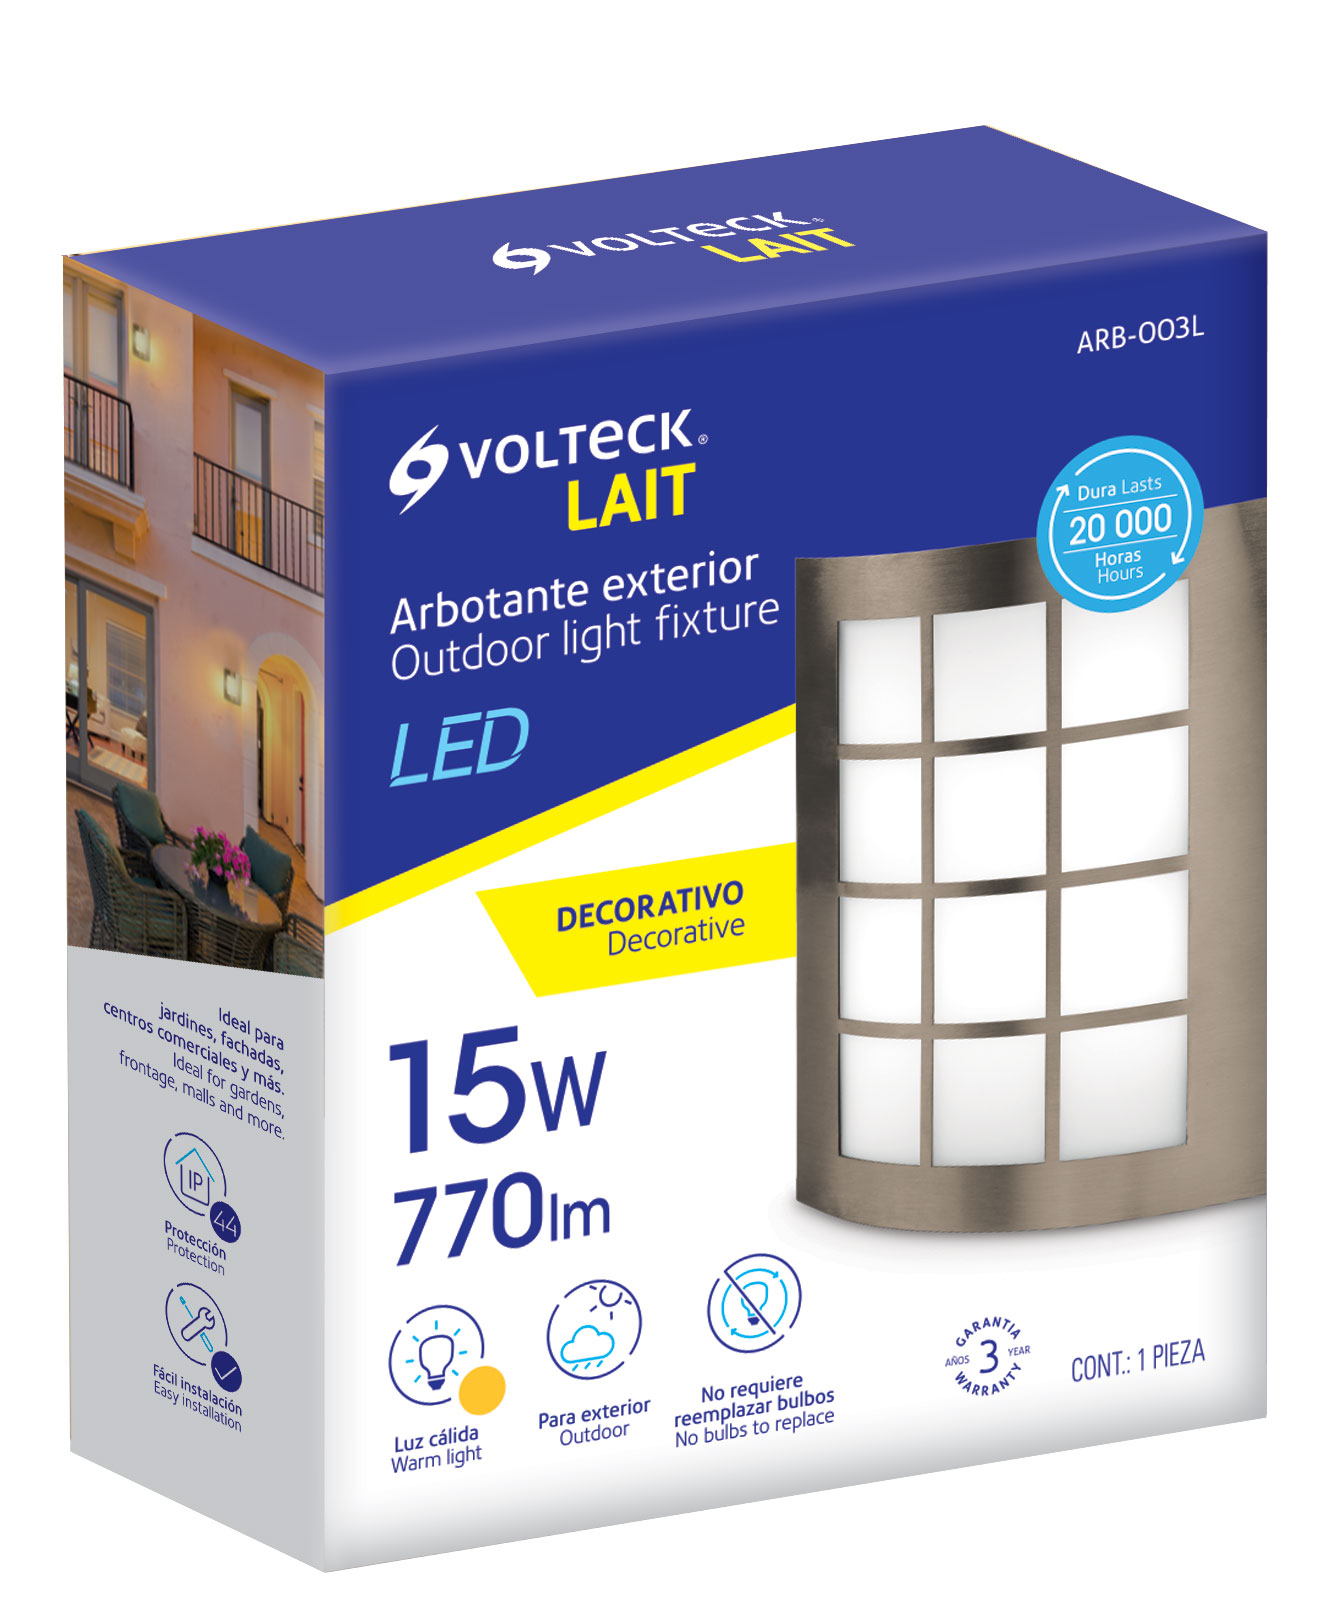 VOLTECK®
LAIT
ARB-003L
VOLTECK®
LAIT
Dura Lasts
20 000
Horas
Hours
Arbotante exterior
Outdoor light fixture
LED
DECORATIVO
Decorative
15W
770lm
Luz cálida
Warm light
Para exterior
Outdoor
No requiere
reemplazar bulbos
No bulbs to replace
GARANTIA
AÑOS 3 YEAR
WARRANTY
CONT.: 1 PIEZA
Ideal para
jardines, fachadas,
centros comerciales y más.
Ideal for gardens,
frontage, malls and more.
IP
44
Protección
Protection
Fácil instalación
Easy installation